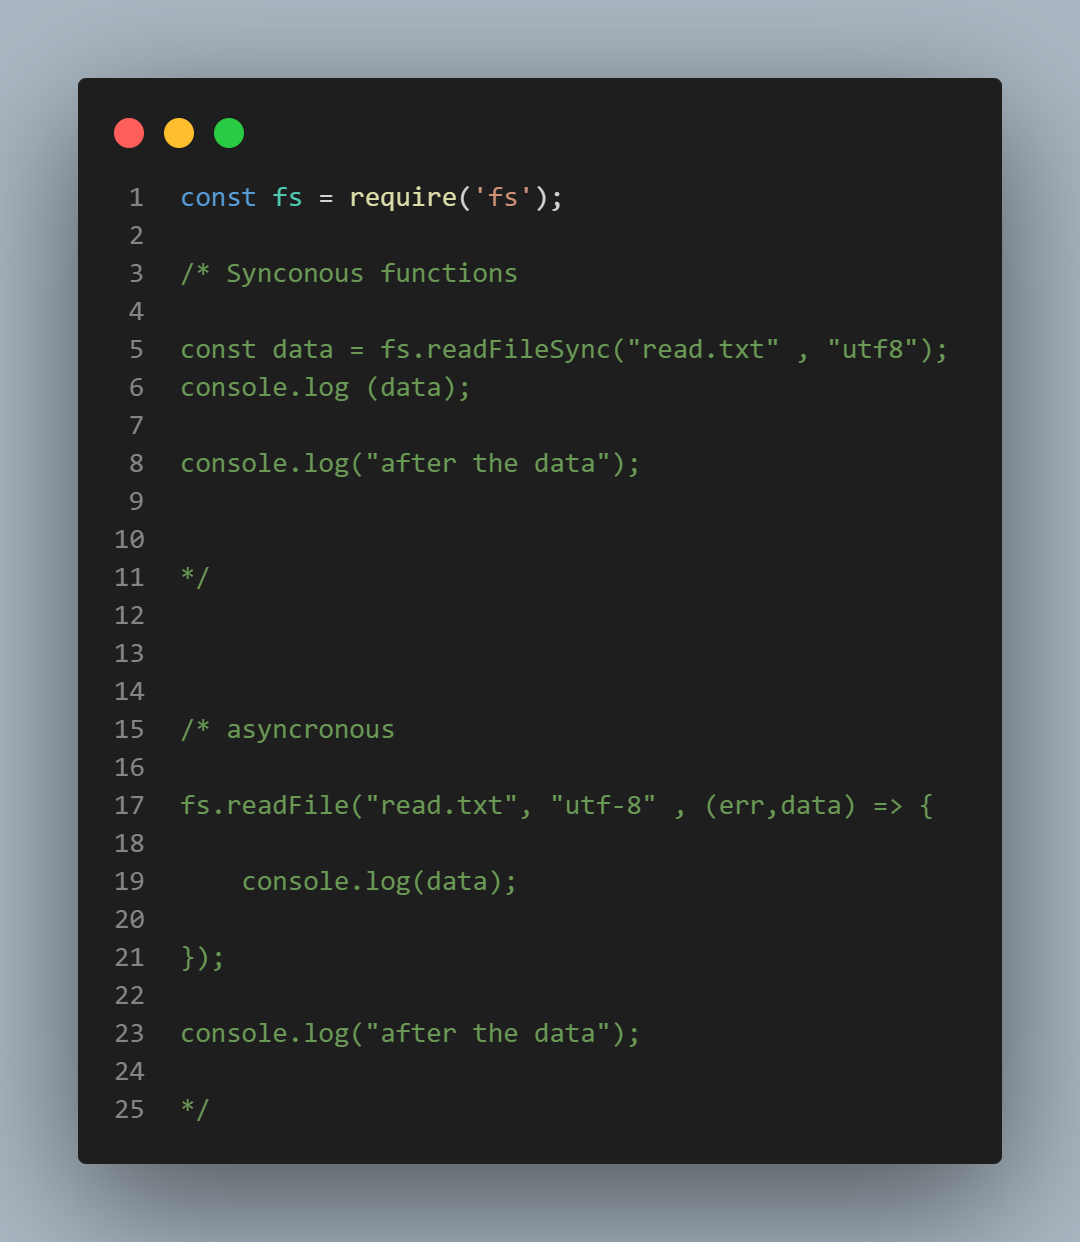 1 const fs = require('fs');
2
3 /* Synconous functions
4
5 const data = fs.readFileSync("read.txt" , "utf8");
6 console.log (data);
7
8 console.log("after the data");
9
10
11 */
12
13
14
15 /* asyncronous
16
17 fs.readFile("read.txt", "utf-8" , (err,data) => {
18
19     console.log(data);
20
21 });
22
23 console.log("after the data");
24
25 */